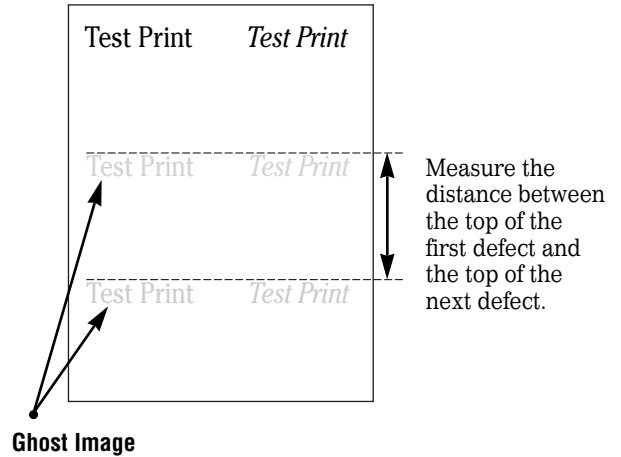 Test Print Test Print
Test Print Test Print
Measure the
distance between
the top of the
first defect and
the top of the
next defect.
Test Print Test Print
Ghost Image